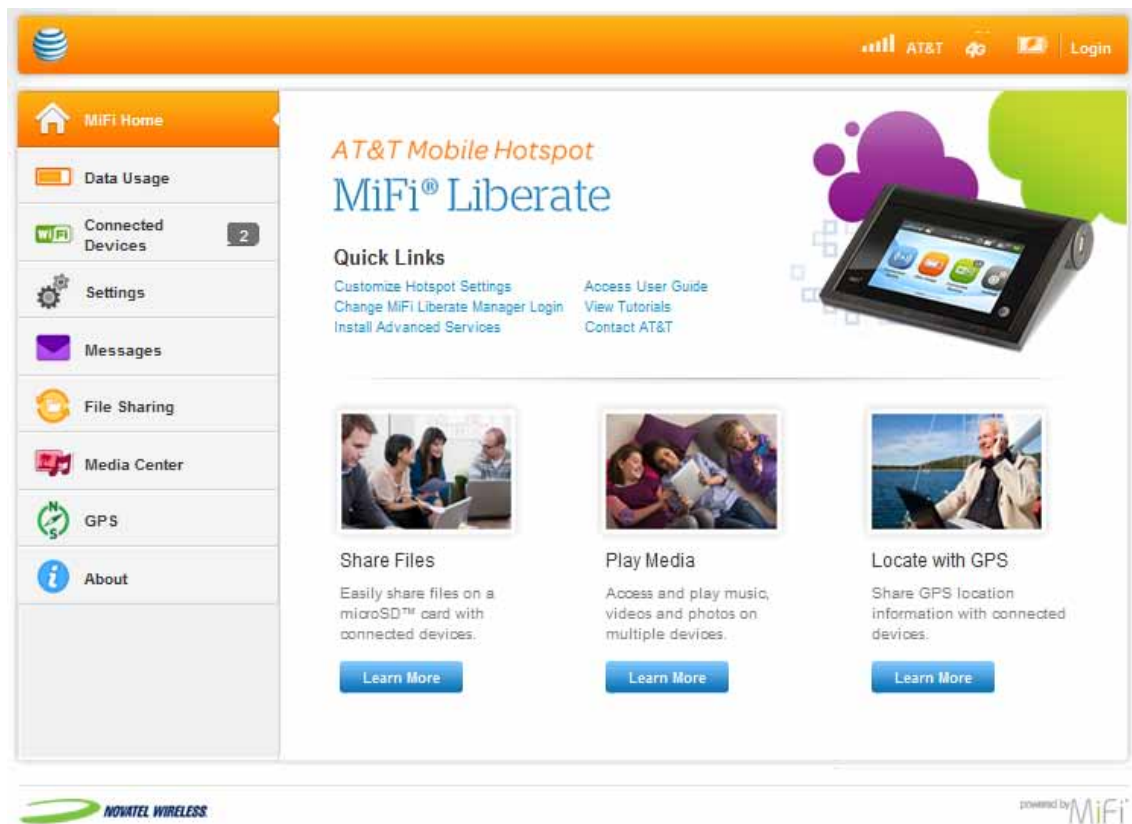 AT&T
4G
Login
MiFi Home
Data Usage
WiFi
Connected
Devices
2
Settings
Messages
File Sharing
Media Center
N
S
GPS
i
About
AT&T Mobile Hotspot
MiFi® Liberate
Quick Links
Customize Hotspot Settings
Change MiFi Liberate Manager Login
Install Advanced Services
Access User Guide
View Tutorials
Contact AT&T
Share Files
Easily share files on a
microSD™ card with
connected devices.
Learn More
Play Media
Access and play music,
videos and photos on
multiple devices.
Learn More
Locate with GPS
Share GPS location
information with connected
devices.
Learn More
NOVATEL WIRELESS
powered by MiFi